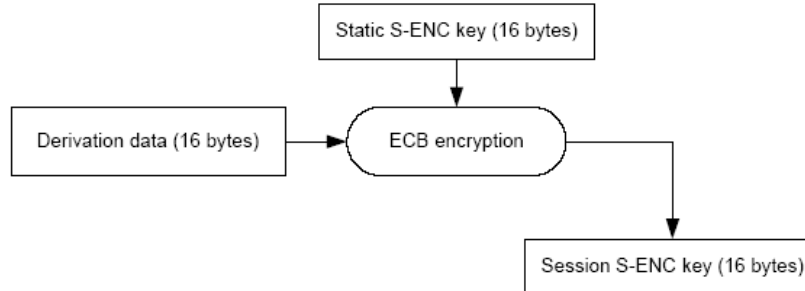 Static S-ENC key (16 bytes)
Derivation data (16 bytes)
ECB encryption
Session S-ENC key (16 bytes)